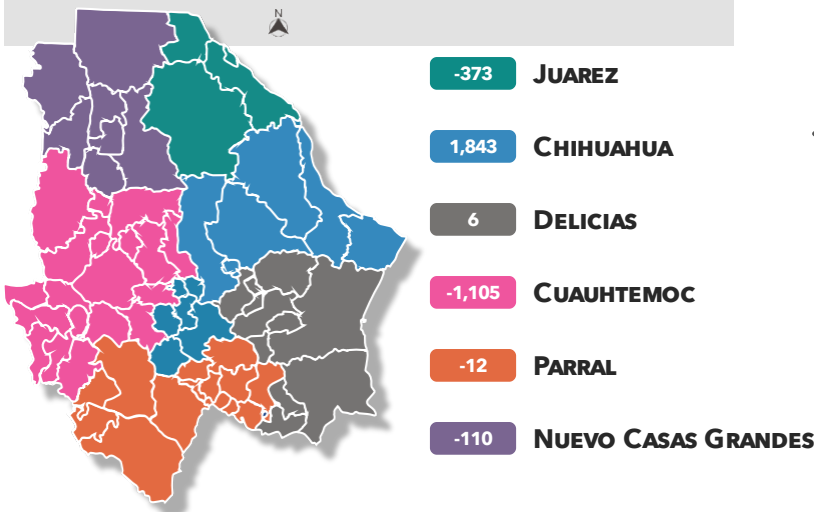 N
-373 JUAREZ
1,843 CHIHUAHUA
6 DELICIAS
-1,105 CUAUHTEMOC
-12 PARRAL
-110 NUEVO CASAS GRANDES